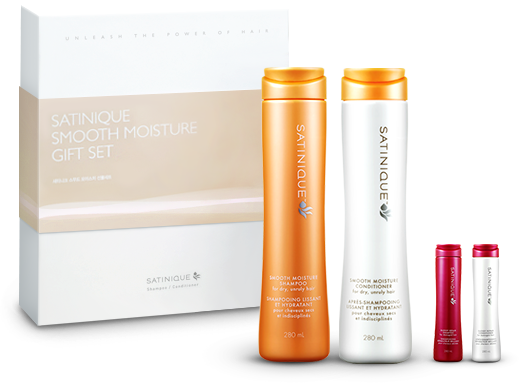 UNLEASH THE POWER OF HAIR
SATINIQUE
SMOOTH MOISTURE
GIFT SET
SATINIQUE
Shampoo / Conditioner
SATINIQUE
SMOOTH MOISTURE
SHAMPOO
for dry, unruly hair
SHAMPOOING LISSANT
ET HYDRATANT
pour cheveux secs
et indisciplinés
280 mL
SATINIQUE
SMOOTH MOISTURE
CONDITIONER
for dry, unruly hair
APRÈS-SHAMPOOING
LISSANT ET HYDRATANT
pour cheveux secs
et indisciplinés
280 mL
SATINIQUE
SATINIQUE